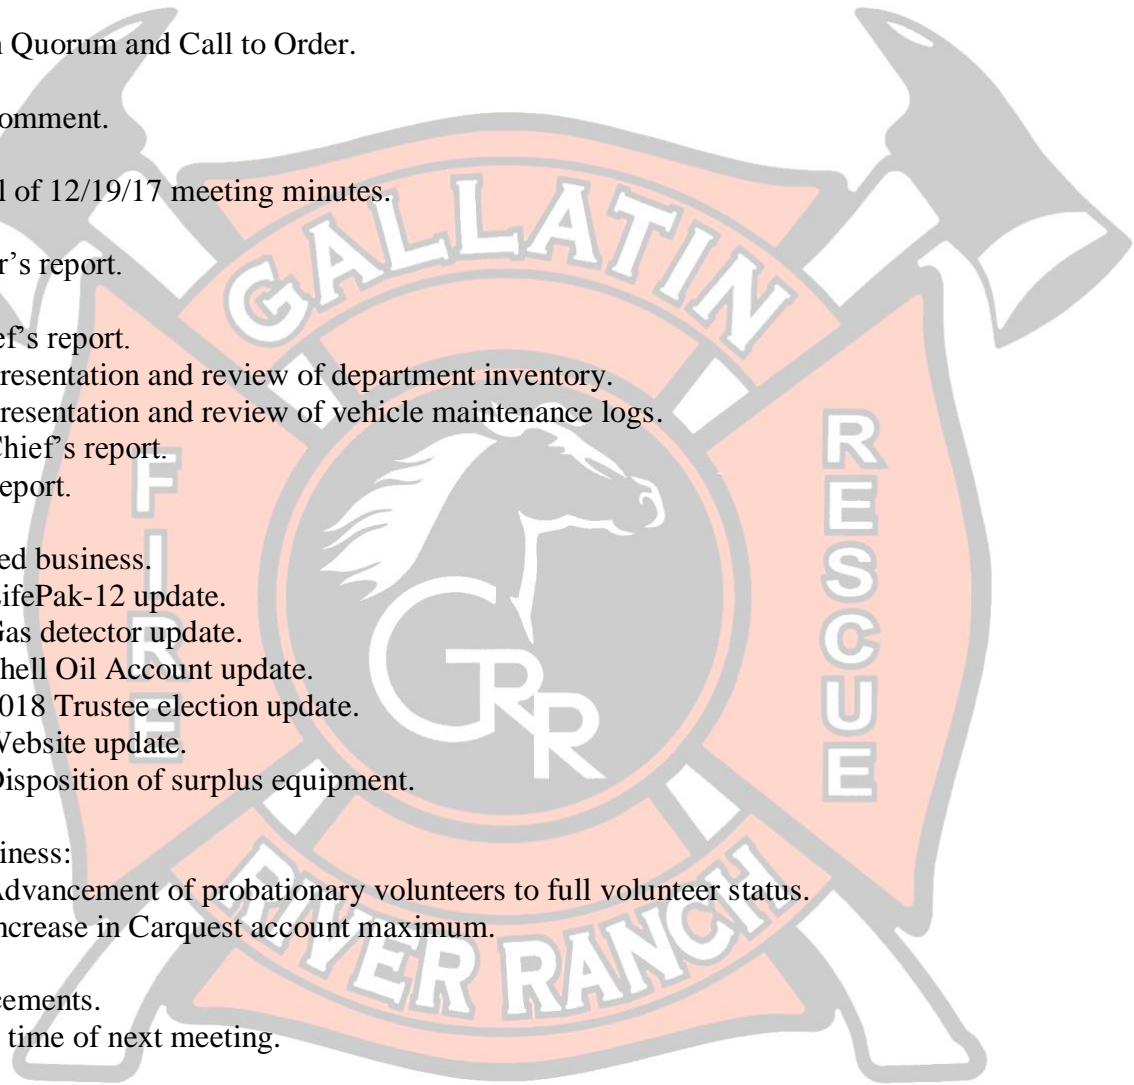 Quorum and Call to Order.
omment.
l of 12/19/17 meeting minutes.
r’s report.
ef’s report.
resentation and review of department inventory.
resentation and review of vehicle maintenance logs.
Chief’s report.
eport.
ed business.
LifePak-12 update.
Gas detector update.
hell Oil Account update.
018 Trustee election update.
Website update.
Disposition of surplus equipment.
iness:
Advancement of probationary volunteers to full volunteer status.
ncrease in Carquest account maximum.
cements.
time of next meeting.
GALLATIN
FIRE
RESCUE
GRR
RIVER RANCH